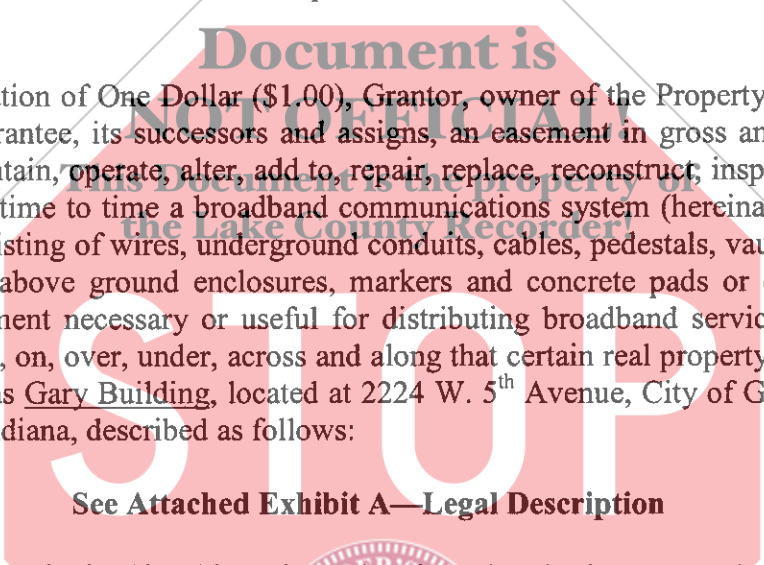 Document is
tion of One Dollar ($1.00), Grantor, owner of the Property
NOT OFFICIAL!
rantee, its successors and assigns, an easement in gross an
tain, operate, alter, add to, repair, replace, reconstruct, insp
This Document is the property of
time to time a broadband communications system (hereina
the Lake County Recorder!
isting of wires, underground conduits, cables, pedestals, vau
above ground enclosures, markers and concrete pads or
nent necessary or useful for distributing broadband servic
, on, over, under, across and along that certain real property
as Gary Building, located at 2224 W. 5th Avenue, City of G
diana, described as follows:
STOP
See Attached Exhibit A—Legal Description